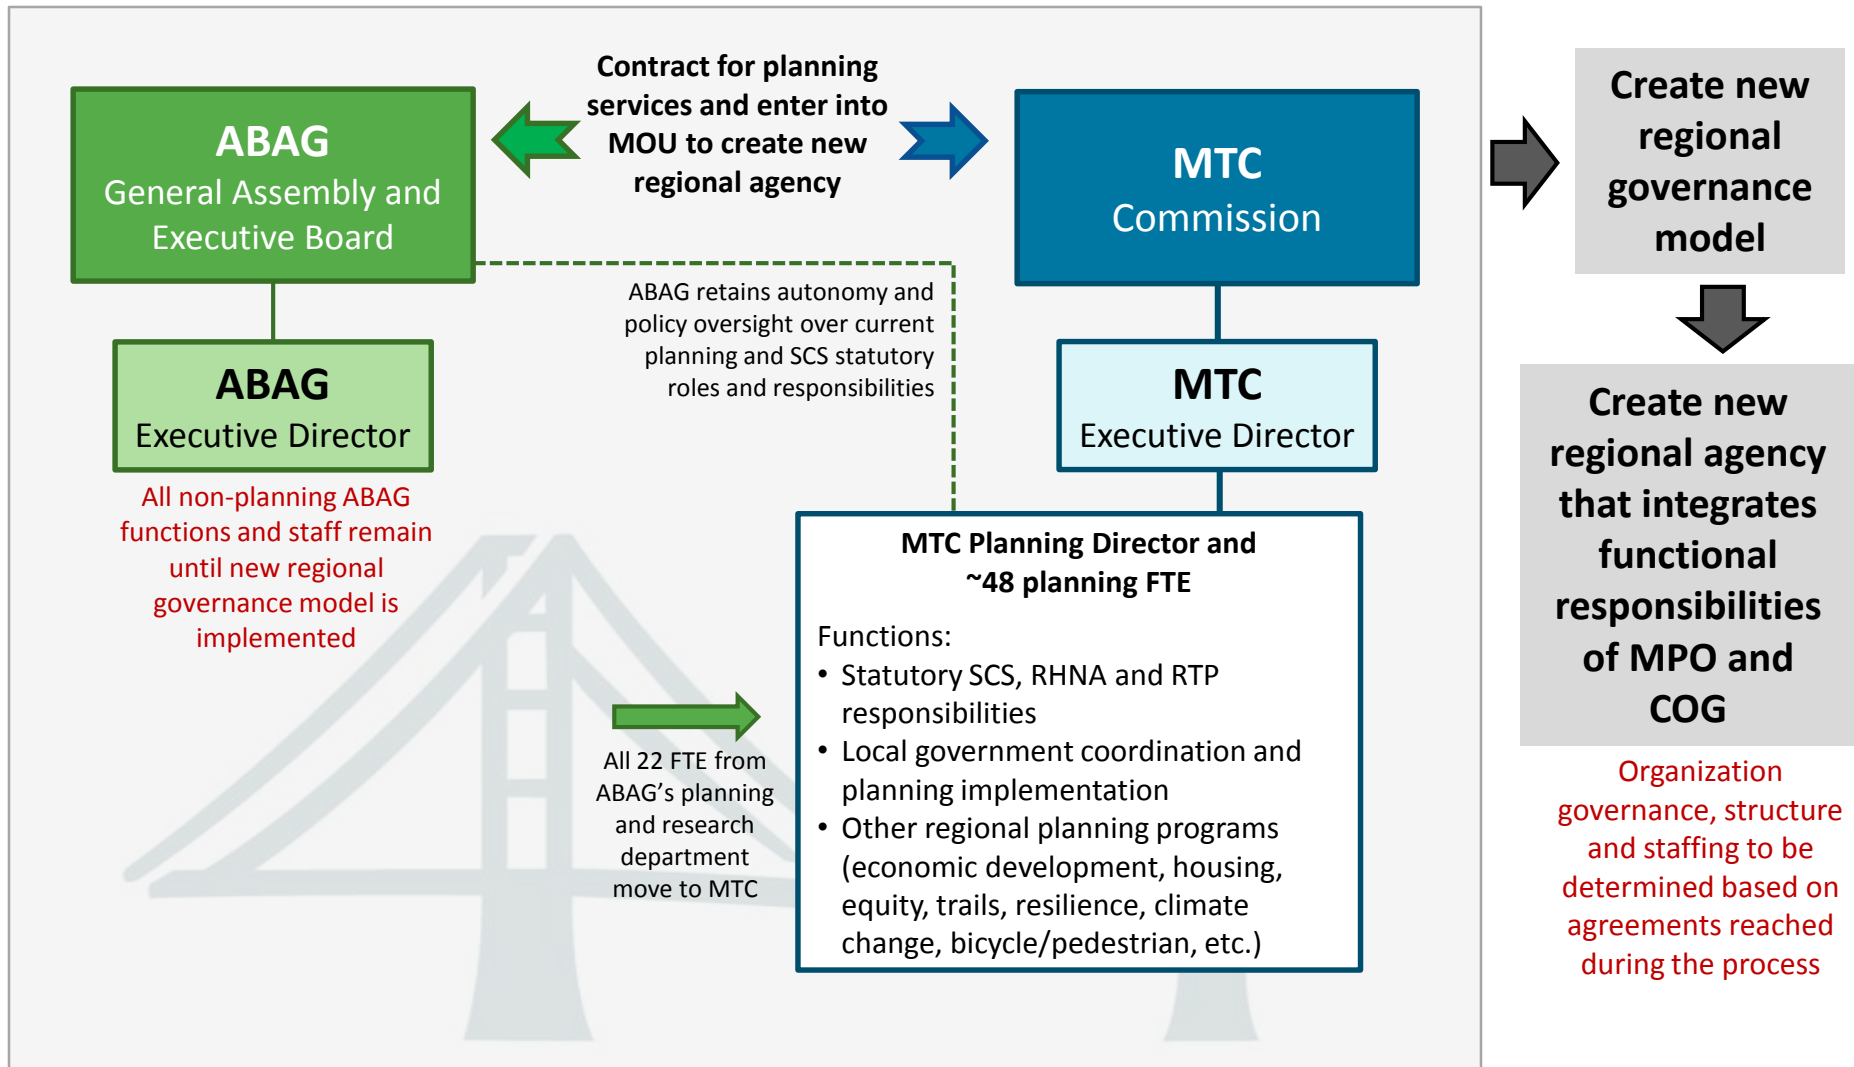 Contract for planning
services and enter into
MOU to create new
regional agency
ABAG
General Assembly and
Executive Board
MTC
Commission
ABAG retains autonomy and
policy oversight over current
planning and SCS statutory
roles and responsibilities
ABAG
Executive Director
MTC
Executive Director
All non-planning ABAG
functions and staff remain
until new regional
governance model is
implemented
All 22 FTE from
ABAG’s planning
and research
department
move to MTC
MTC Planning Director and
~48 planning FTE
Functions:
• Statutory SCS, RHNA and RTP
responsibilities
• Local government coordination and
planning implementation
• Other regional planning programs
(economic development, housing,
equity, trails, resilience, climate
change, bicycle/pedestrian, etc.)
Create new
regional
governance
model
Create new
regional agency
that integrates
functional
responsibilities
of MPO and
COG
Organization
governance, structure
and staffing to be
determined based on
agreements reached
during the process